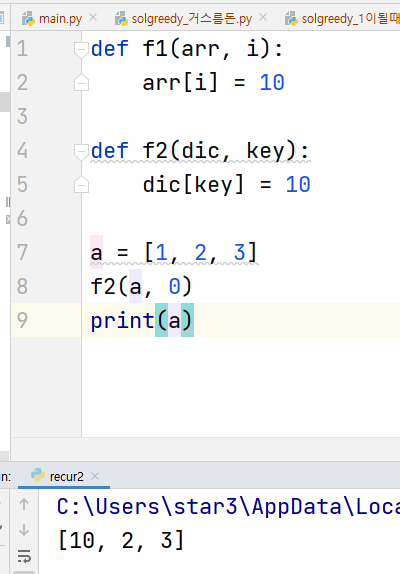 main.py × solgreedy_거스름돈.py × solgreedy_1이될때
1 def f1(arr, i):
2 arr[i] = 10
3
4 def f2(dic, key):
5 dic[key] = 10
6
7 a = [1, 2, 3]
8 f2(a, 0)
9 print(a)
n: recur2 ×
C:\Users\star3\AppData\Loca
[10, 2, 3]